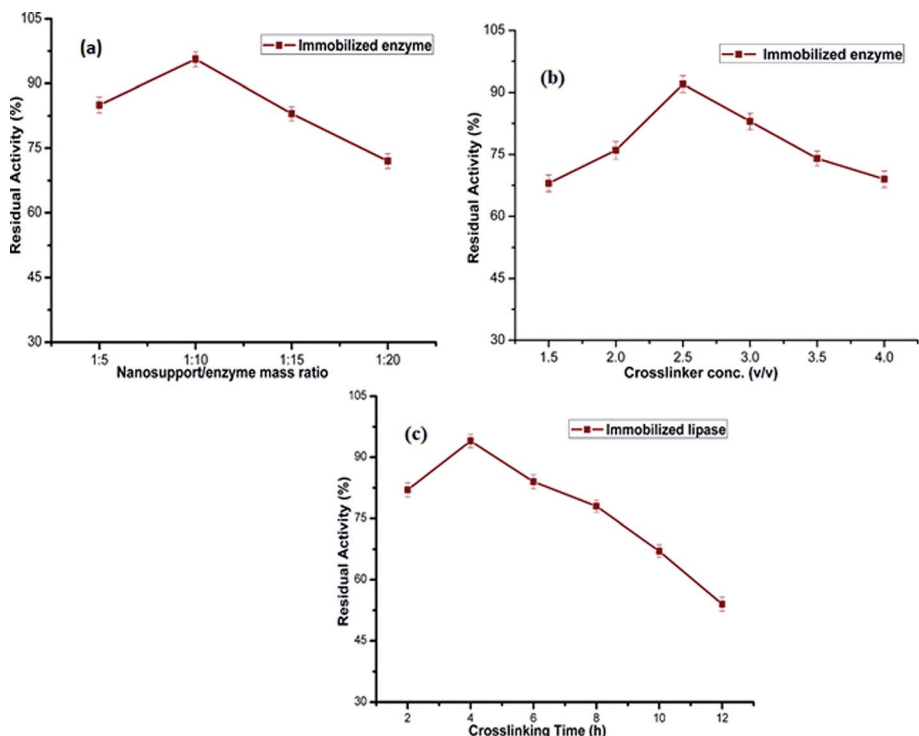 (a)
Immobilized enzyme
Residual Activity (%)
105
90
75
60
45
30
1:5 1:10 1:15 1:20
Nanosupport/enzyme mass ratio
(b)
Immobilized enzyme
Residual Activity (%)
105
90
75
60
45
30
1.5 2.0 2.5 3.0 3.5 4.0
Crosslinker conc. (v/v)
(c)
Immobilized lipase
Residual Activity (%)
105
90
75
60
45
30
2 4 6 8 10 12
Crosslinking Time (h)